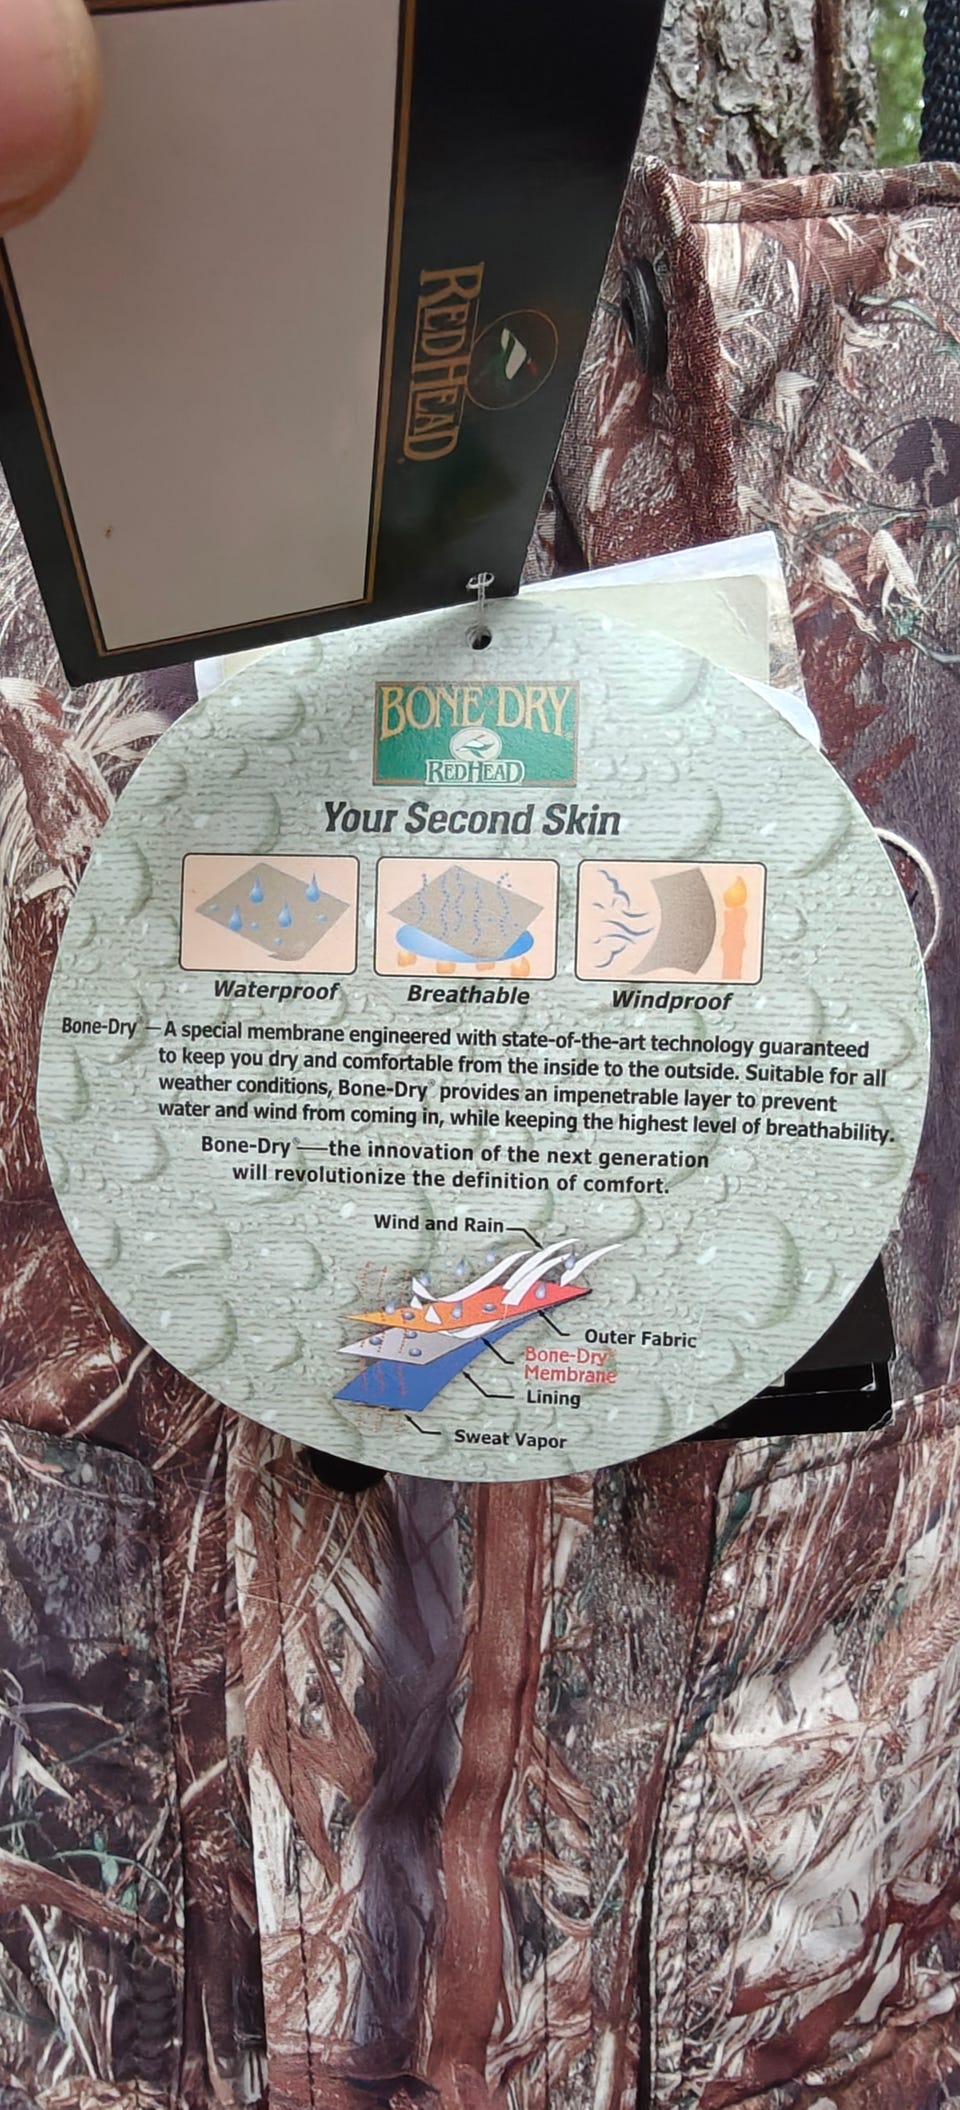 REDHEAD
BONE-DRY®
REDHEAD
Your Second Skin
Waterproof Breathable Windproof
Bone-Dry®—A special membrane engineered with state-of-the-art technology guaranteed
to keep you dry and comfortable from the inside to the outside. Suitable for all
weather conditions, Bone-Dry® provides an impenetrable layer to prevent
water and wind from coming in, while keeping the highest level of breathability.
Bone-Dry®—the innovation of the next generation
will revolutionize the definition of comfort.
Wind and Rain
Outer Fabric
Bone-Dry®
Membrane
Lining
Sweat Vapor